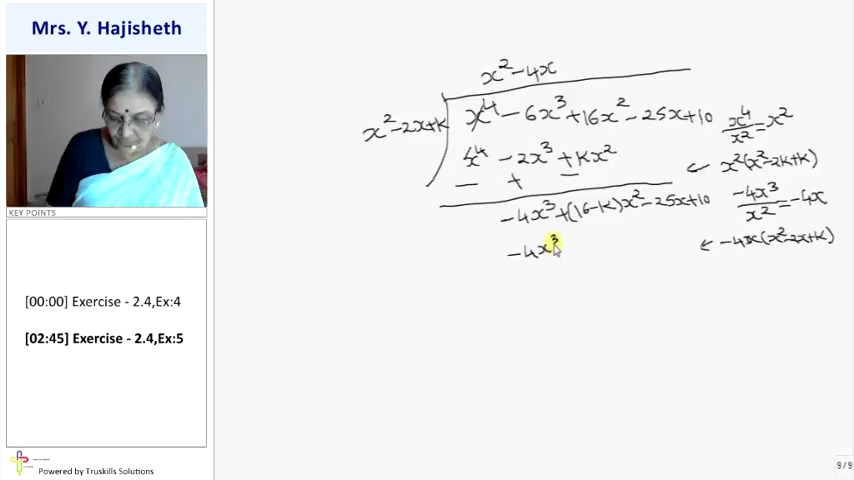 Mrs. Y. Hajisheth
KEY POINTS
[00:00] Exercise - 2.4,Ex:4
[02:45] Exercise - 2.4,Ex:5
Powered by Truskills Solutions
x² - 4x
x² - 2x + k
x⁴ - 6x³ + 16x² - 25x + 10
x⁴/x² = x²
x⁴ - 2x³ + kx²
← x²(x² - 2x + k)
- + -
-4x³ + (16-k)x² - 25x + 10
-4x³/x² = -4x
-4x³
← -4x(x² - 2x + k)
9/9